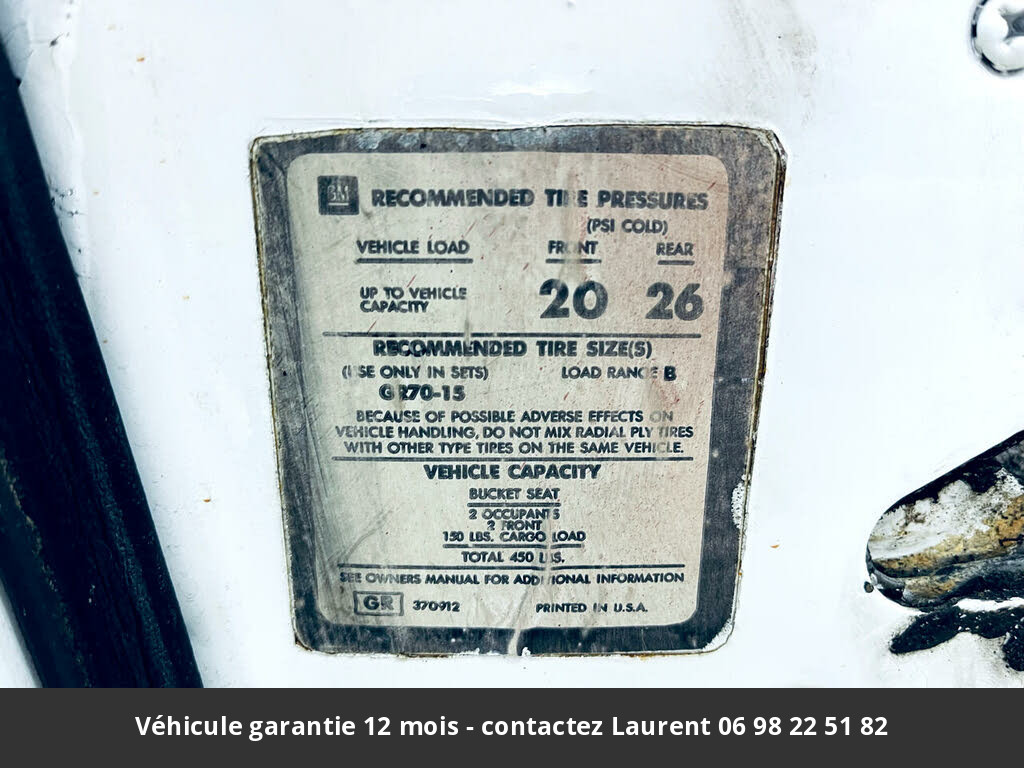 GM RECOMMENDED TIRE PRESSURES
(PSI COLD)
VEHICLE LOAD FRONT REAR
UP TO VEHICLE CAPACITY 20 26
RECOMMENDED TIRE SIZE(S)
(USE ONLY IN SETS) LOAD RANGE B
GR70-15
BECAUSE OF POSSIBLE ADVERSE EFFECTS ON
VEHICLE HANDLING, DO NOT MIX RADIAL PLY TIRES
WITH OTHER TYPE TIRES ON THE SAME VEHICLE.
VEHICLE CAPACITY
BUCKET SEAT
2 OCCUPANTS
2 FRONT
150 LBS. CARGO LOAD
TOTAL 450 LBS.
SEE OWNERS MANUAL FOR ADDITIONAL INFORMATION
GR 370912 PRINTED IN U.S.A.
Véhicule garantie 12 mois - contactez Laurent 06 98 22 51 82